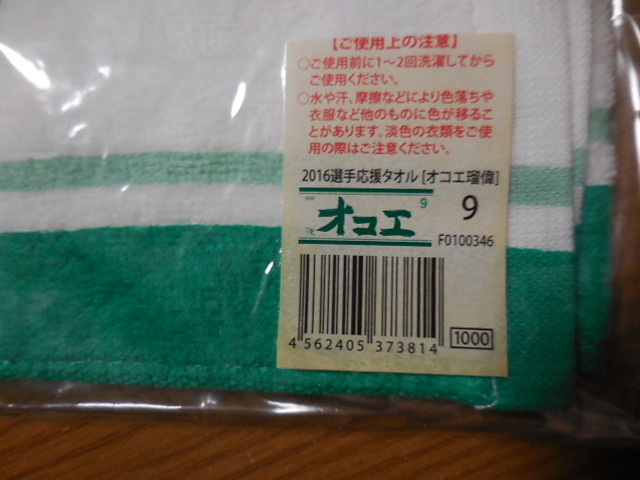 【ご使用上の注意】
○ご使用前に1～2回洗濯してから
ご使用ください。
○水や汗、摩擦などにより色落ちや
衣服など他のものに色が移るこ
とがあります。淡色の衣類をご使
用の際はご注意ください。
2016選手応援タオル[オコエ瑠偉]
オコエ 9
9
F0100346
4 562405 373814
1000